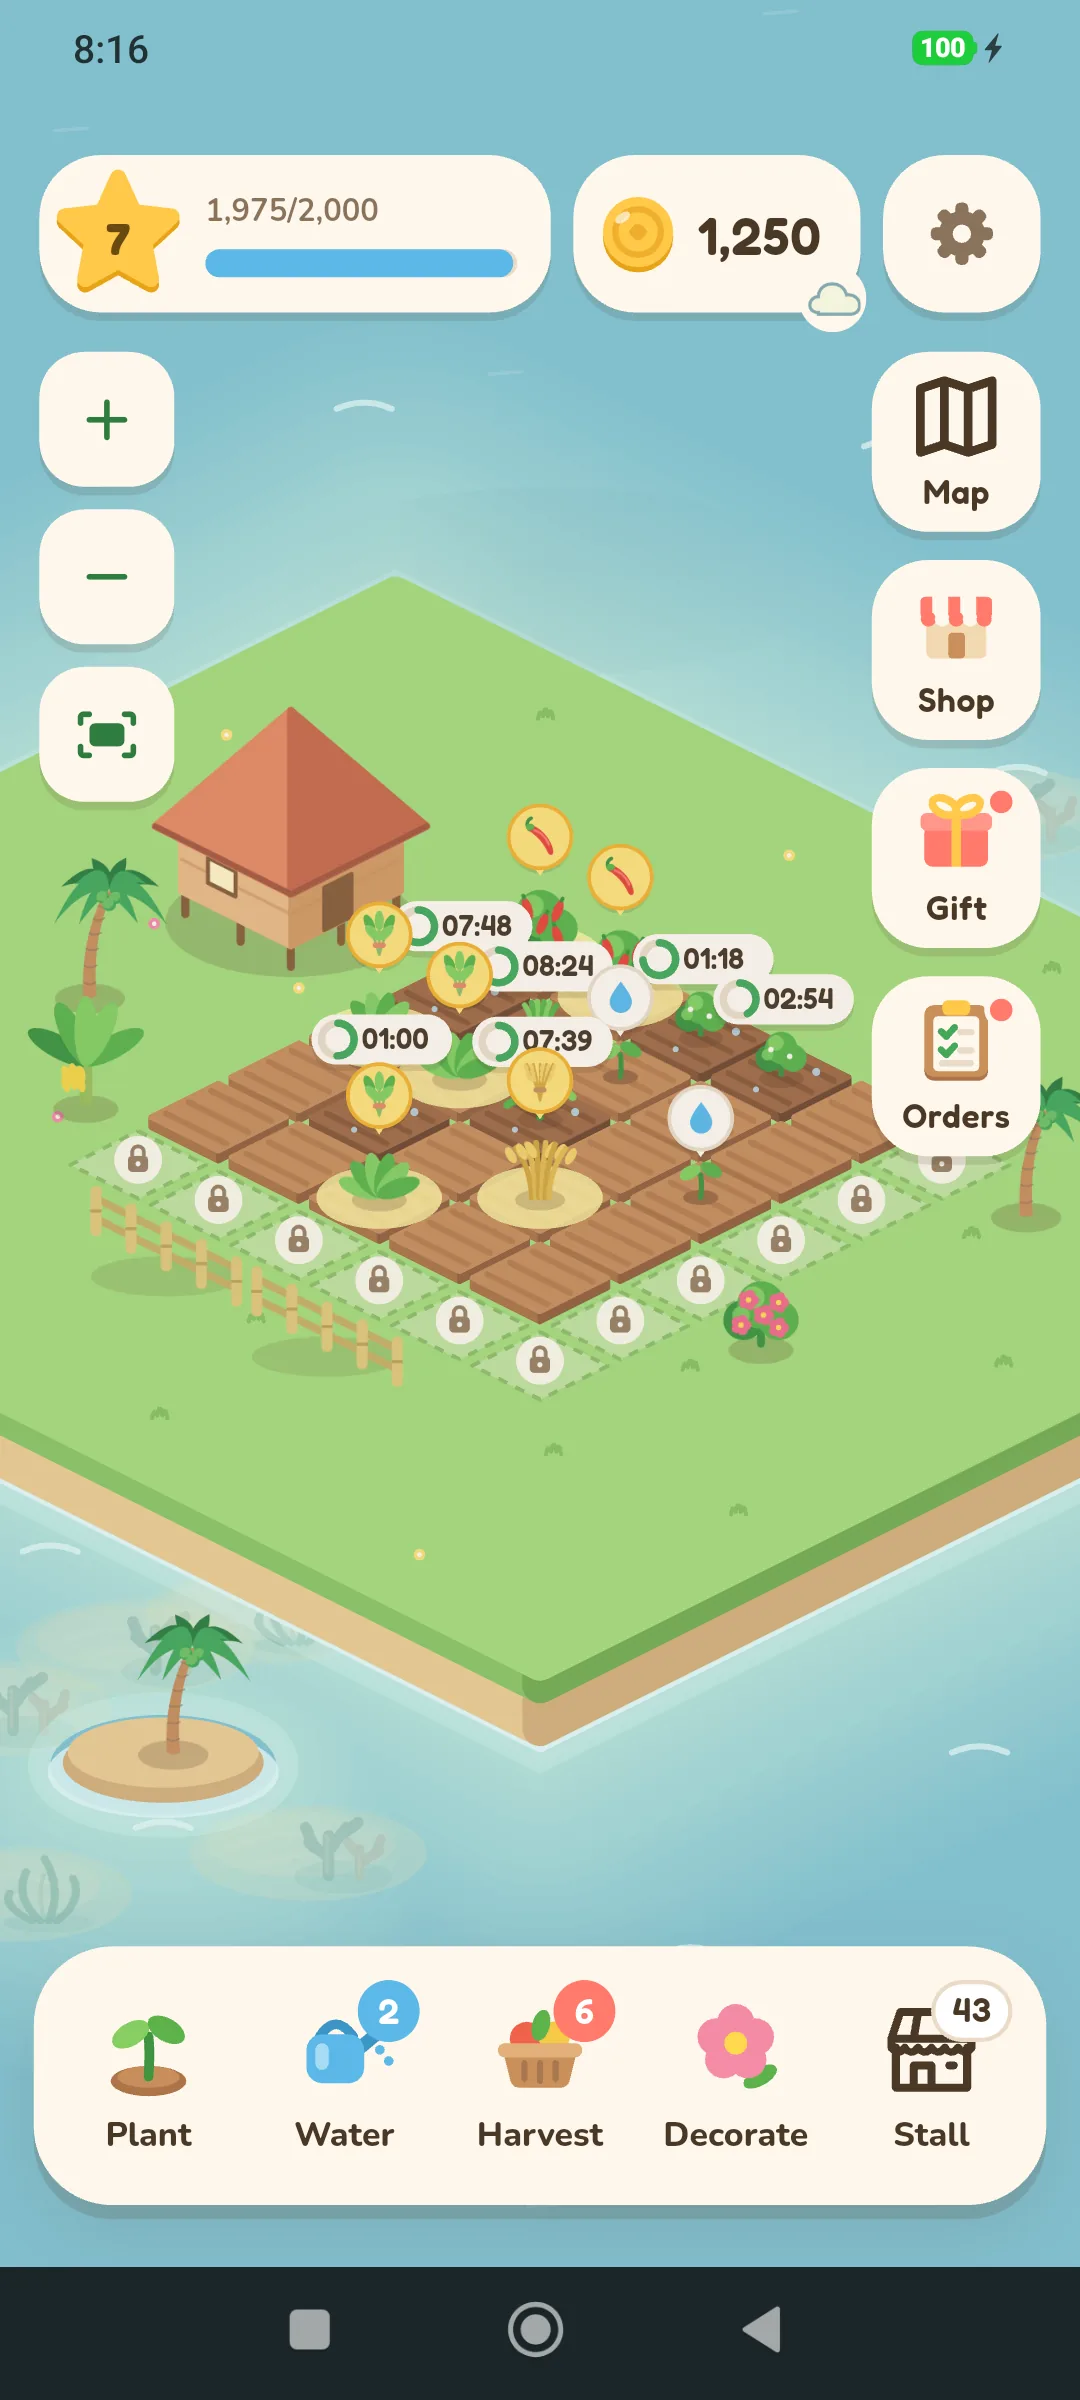 8:16
100
7
1,975/2,000
1,250
Map
Shop
Gift
Orders
07:48
08:24
01:18
02:54
01:00
07:39
2
6
43
Plant
Water
Harvest
Decorate
Stall